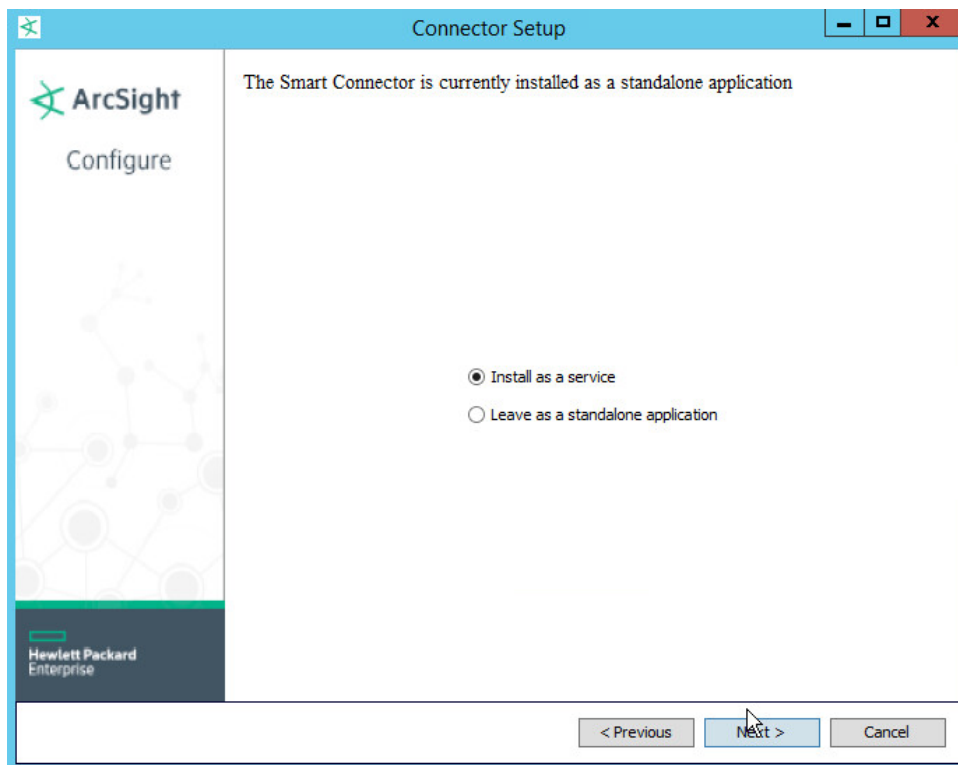 Connector Setup
ArcSight
Configure
The Smart Connector is currently installed as a standalone application
Install as a service
Leave as a standalone application
Hewlett Packard
Enterprise
< Previous
Next >
Cancel